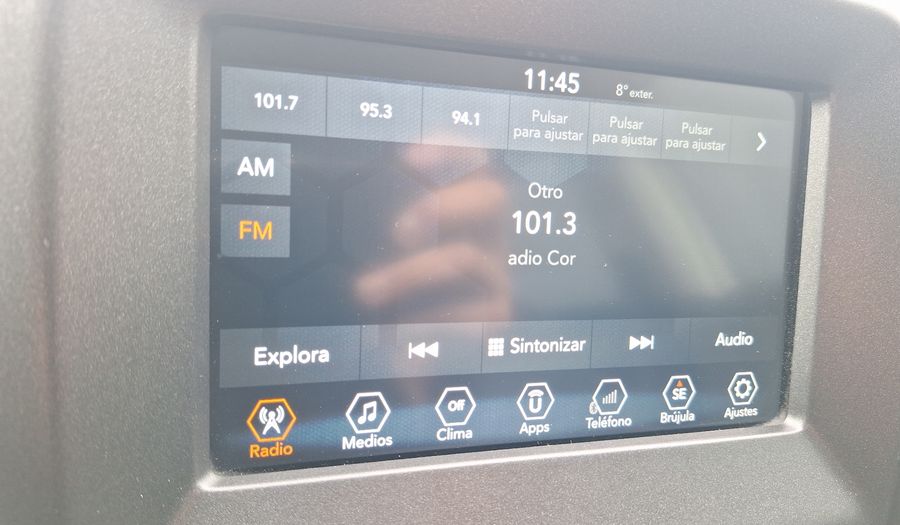 11:45 8° exter.
101.7 95.3 94.1 Pulsar para ajustar Pulsar para ajustar Pulsar para ajustar
AM
FM
Otro
101.3
adio Cor
Explora Sintonizar Audio
Off U SE
Radio Medios Clima Apps Teléfono Brújula Ajustes